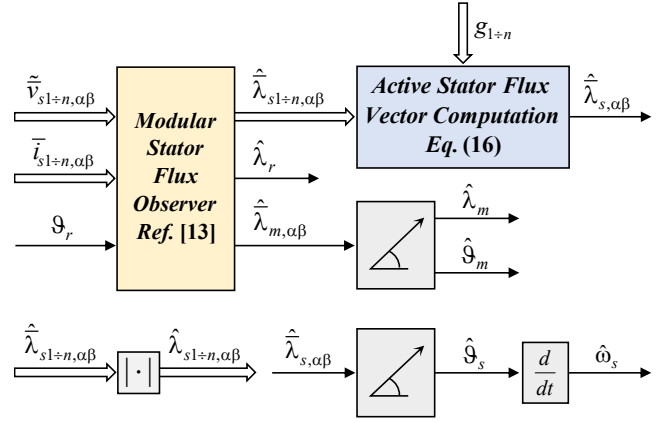 g₁÷ₙ
ṽ̄ₛ₁÷ₙ,αβ
īₛ₁÷ₙ,αβ
ϑᵣ
Modular
Stator
Flux
Observer
Ref. [13]
λ̄̂ₛ₁÷ₙ,αβ
λ̂ᵣ
λ̄̂ₘ,αβ
Active Stator Flux
Vector Computation
Eq. (16)
λ̄̂ₛ,αβ
λ̂ₘ
ϑ̂ₘ
λ̄̂ₛ₁÷ₙ,αβ
|·|
λ̂ₛ₁÷ₙ,αβ
λ̄̂ₛ,αβ
ϑ̂ₛ
d
dt
ω̂ₛ